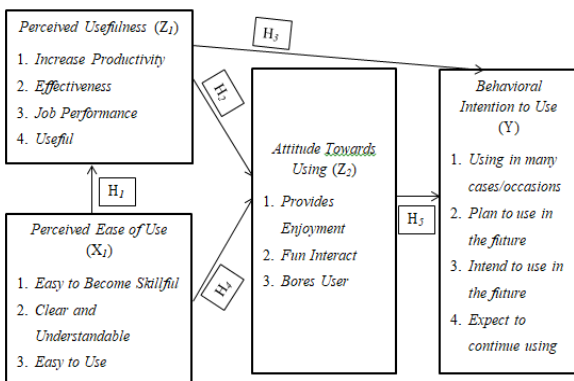 Perceived Usefulness (Z1)
1. Increase Productivity
2. Effectiveness
3. Job Performance
4. Useful
H3
H2
H1
Perceived Ease of Use
(X1)
1. Easy to Become Skillful
2. Clear and
Understandable
3. Easy to Use
H4
Attitude Towards
Using (Z2)
1. Provides
Enjoyment
2. Fun Interact
3. Bores User
H5
Behavioral
Intention to Use
(Y)
1. Using in many
cases/occasions
2. Plan to use in
the future
3. Intend to use in
the future
4. Expect to
continue using